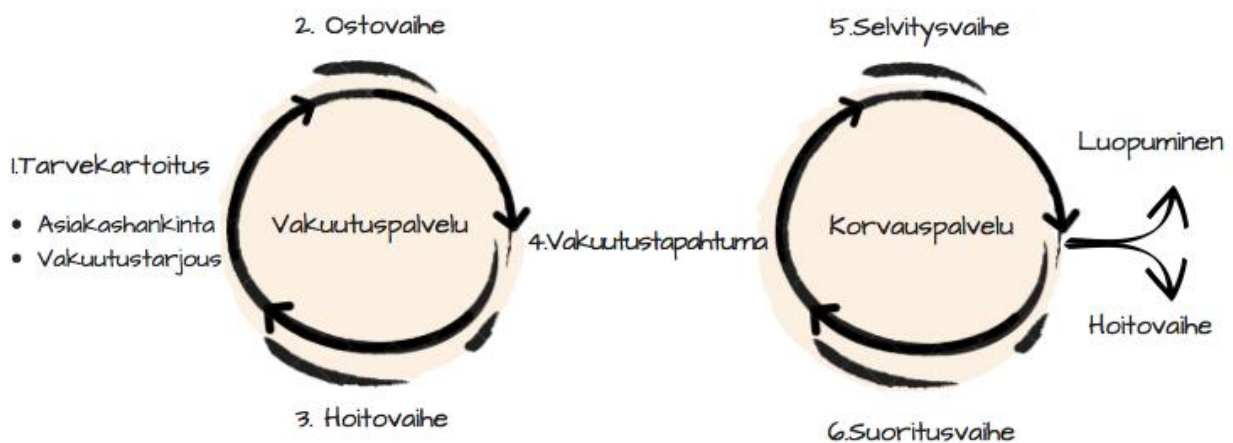 2. Ostovaihe
5.Selvitysvaihe
1.Tarvekartoitus
• Asiakashankinta
• Vakuutustarjous
Vakuutuspalvelu
4.Vakuutustapahtuma
Korvauspalvelu
Luopuminen
Hoitovaihe
3. Hoitovaihe
6.Suoritusvaihe